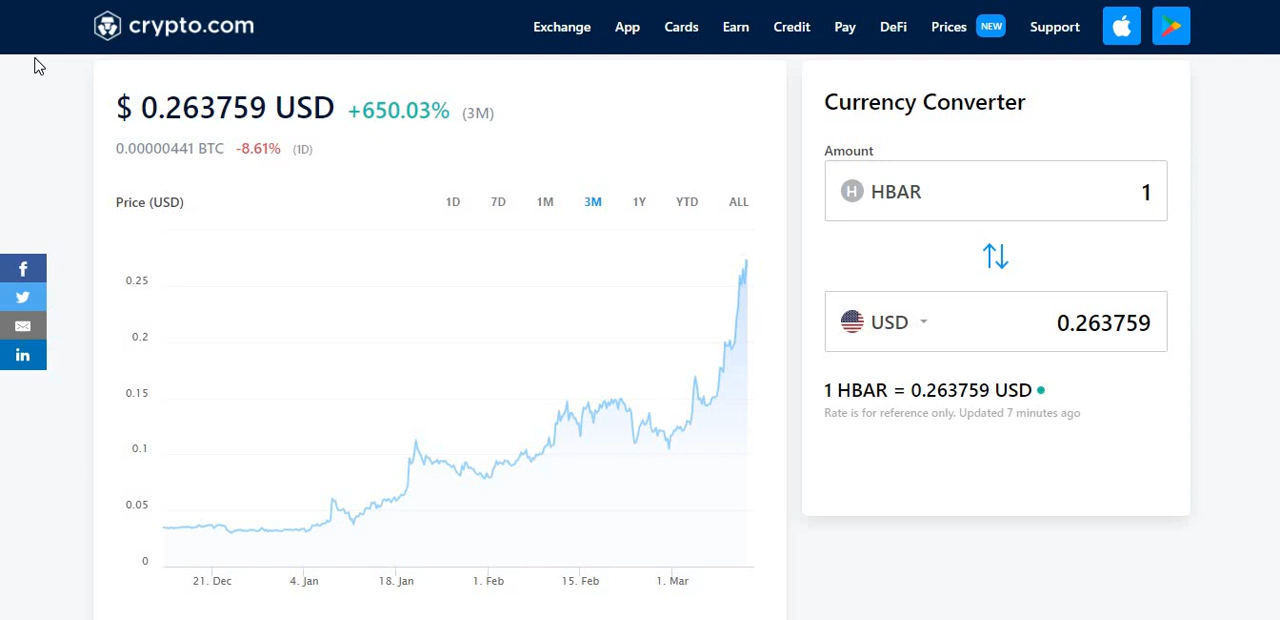 crypto.com
Exchange App Cards Earn Credit Pay DeFi Prices NEW Support
$ 0.263759 USD +650.03% (3M)
0.00000441 BTC -8.61% (1D)
Price (USD) 1D 7D 1M 3M 1Y YTD ALL
0.25
0.2
0.15
0.1
0.05
0
21. Dec 4. Jan 18. Jan 1. Feb 15. Feb 1. Mar
f
in
Currency Converter
Amount
H HBAR 1
USD 0.263759
1 HBAR = 0.263759 USD
Rate is for reference only. Updated 7 minutes ago